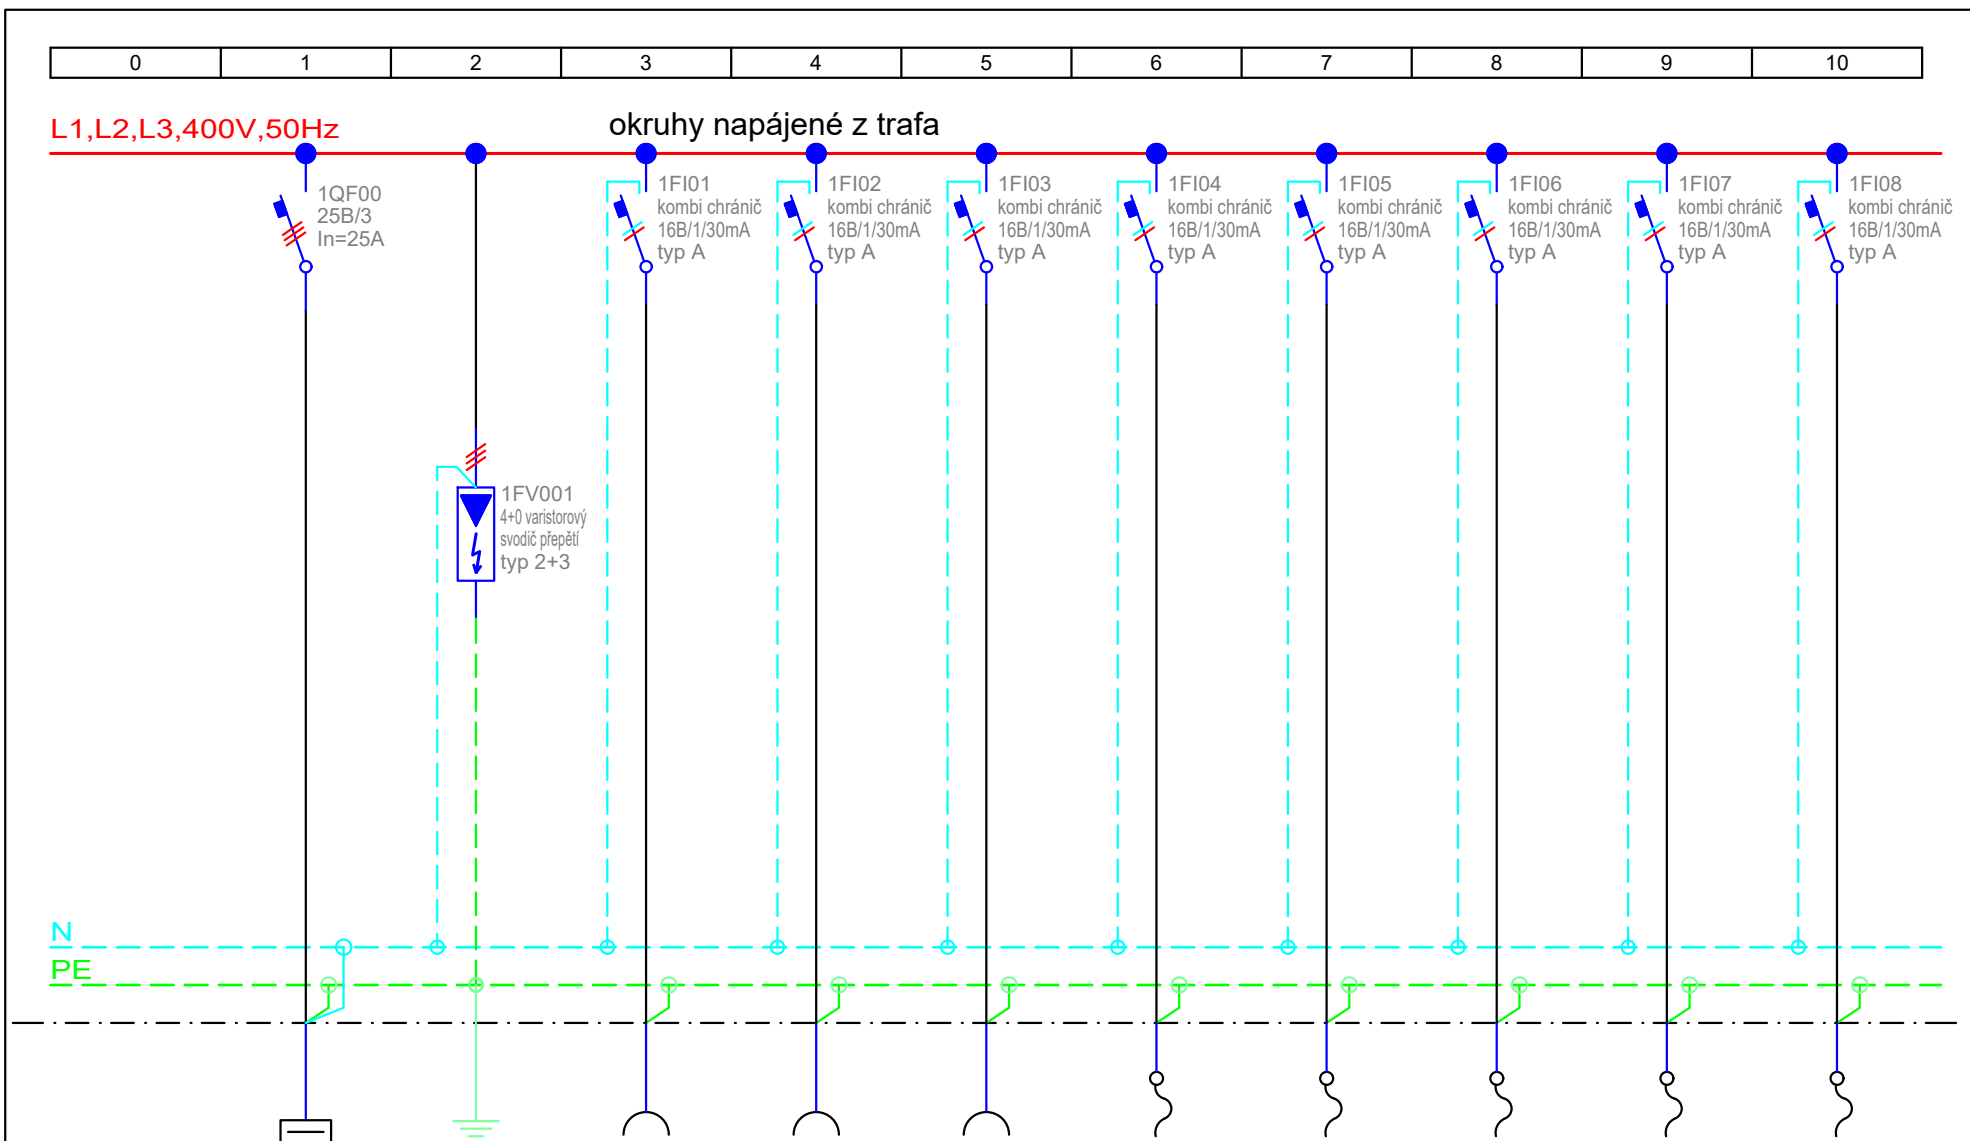 0 1 2 3 4 5 6 7 8 9 10
L1,L2,L3,400V,50Hz
okruhy napájené z trafa
1QF00
25B/3
In=25A
1FV001
4+0 varistorový
svodič přepětí
typ 2+3
1FI01
kombi chránič
16B/1/30mA
typ A
1FI02
kombi chránič
16B/1/30mA
typ A
1FI03
kombi chránič
16B/1/30mA
typ A
1FI04
kombi chránič
16B/1/30mA
typ A
1FI05
kombi chránič
16B/1/30mA
typ A
1FI06
kombi chránič
16B/1/30mA
typ A
1FI07
kombi chránič
16B/1/30mA
typ A
1FI08
kombi chránič
16B/1/30mA
typ A
N
PE